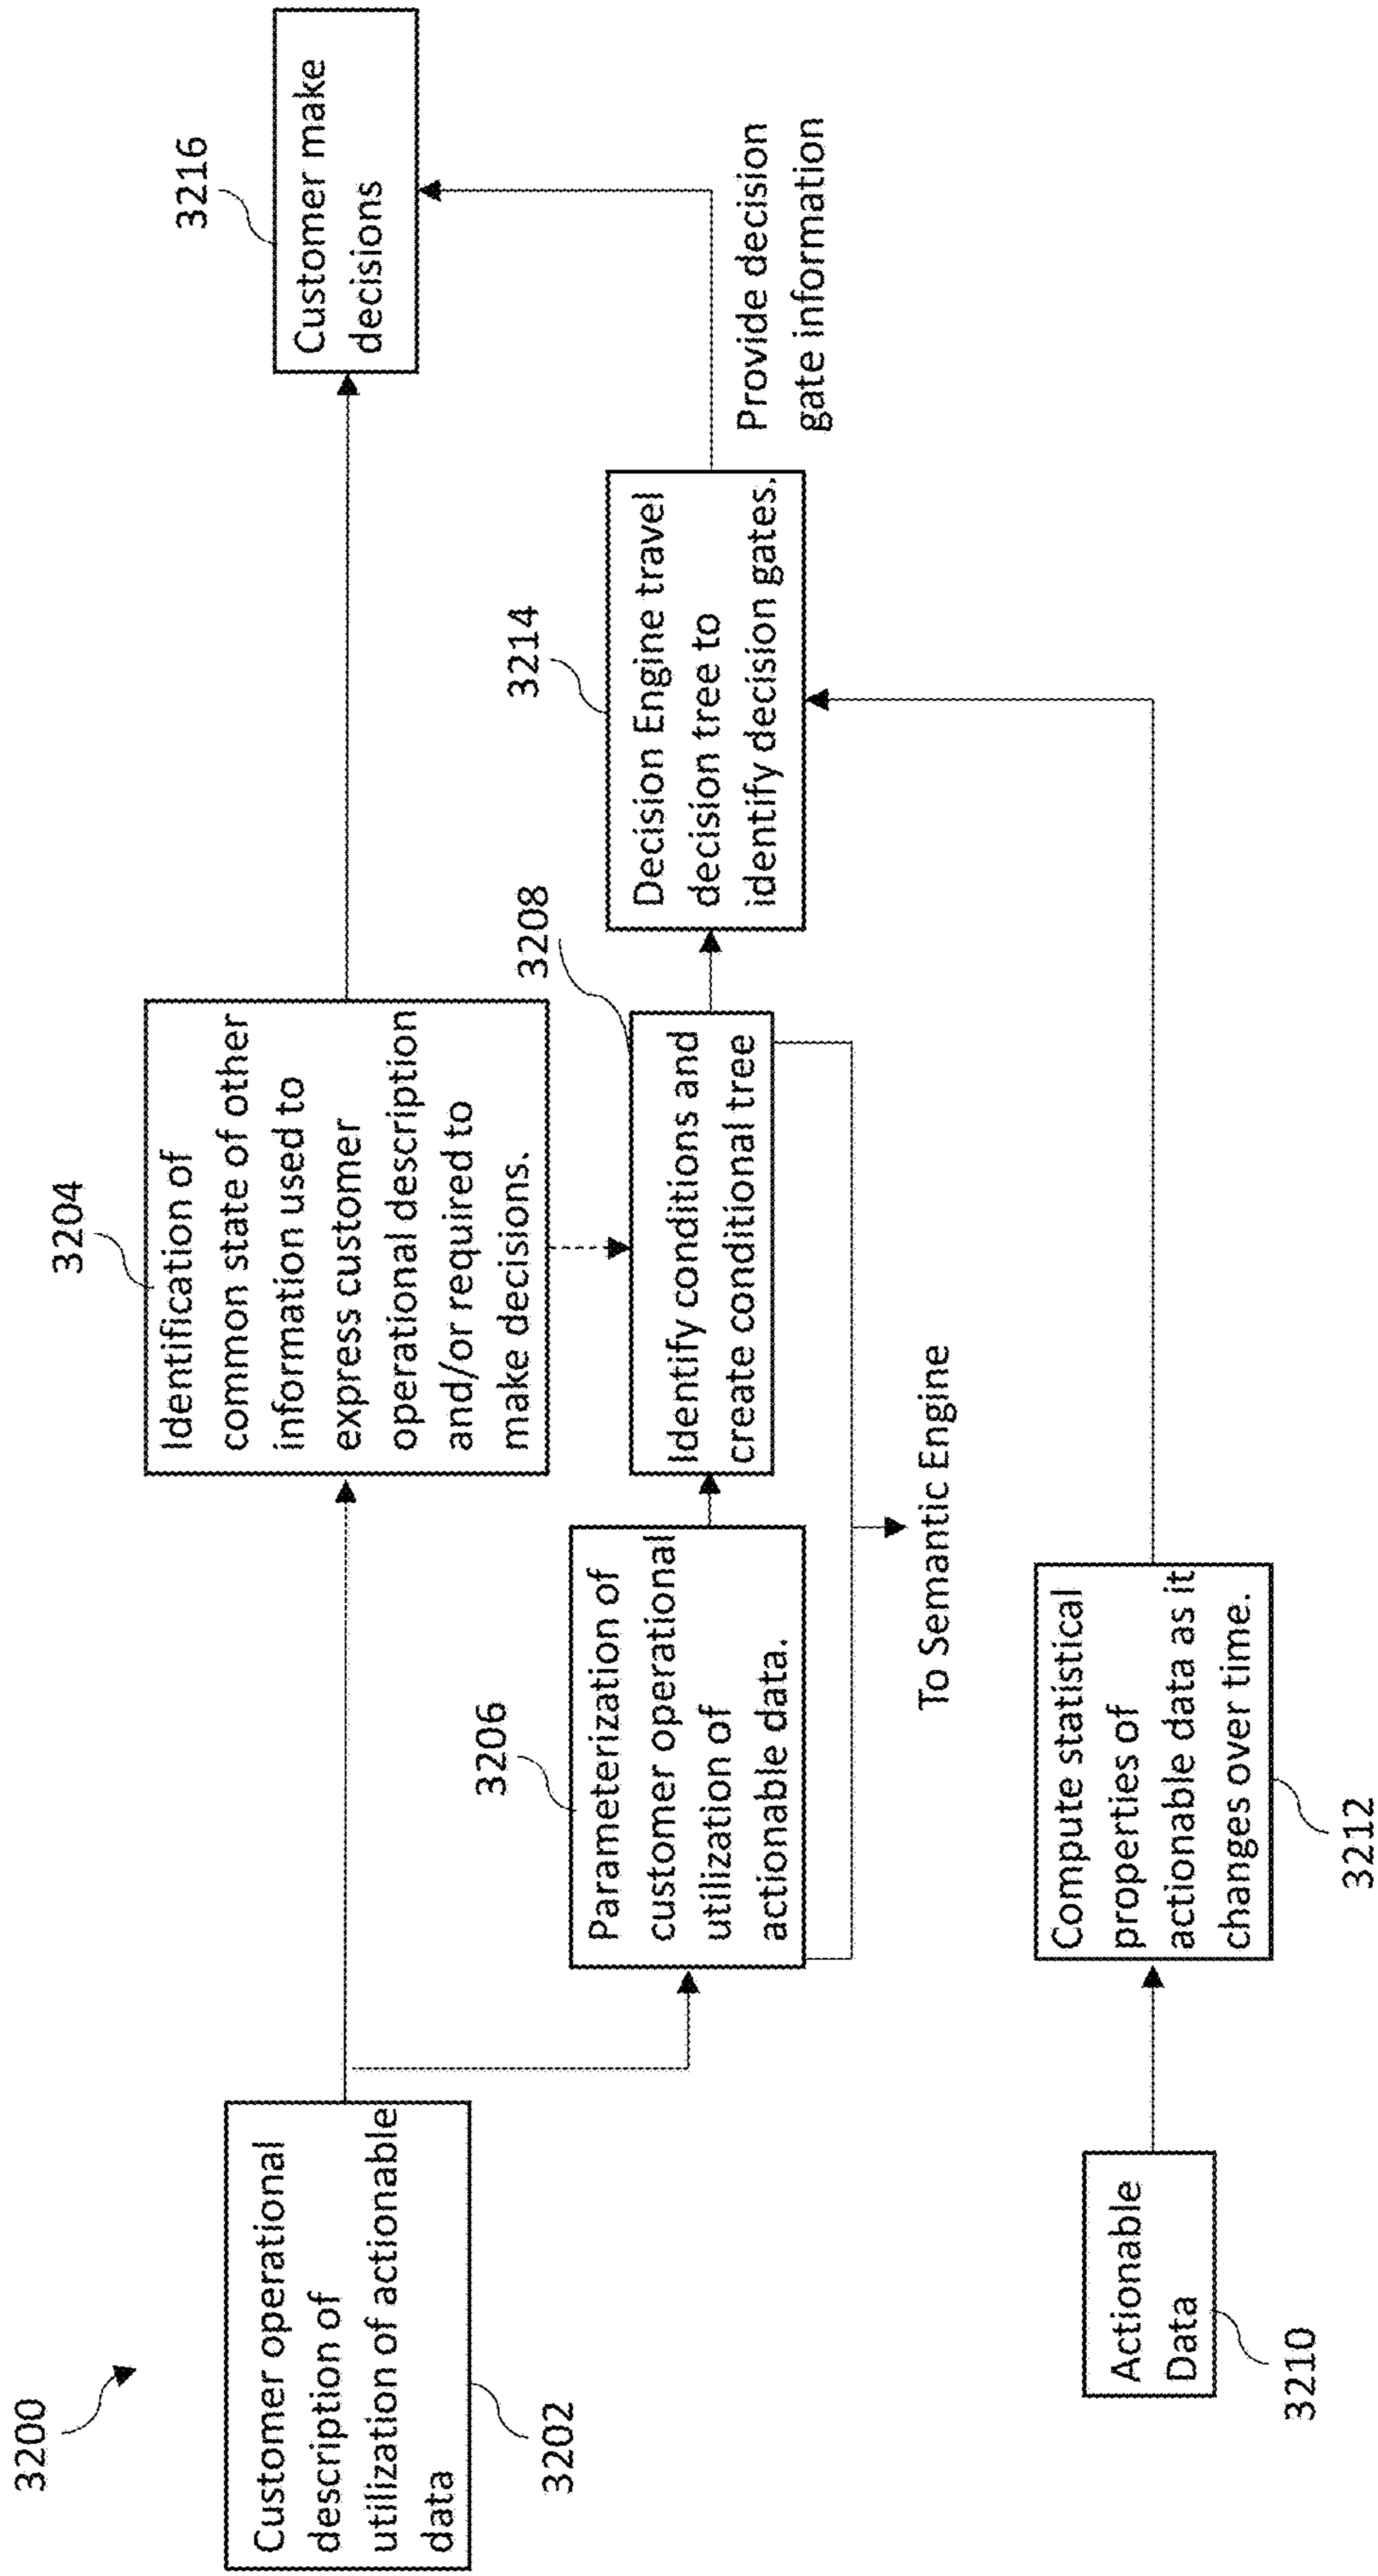 3200
Customer operational
description of
utilization of actionable
data
3202
3204
Identification of
common state of other
information used to
express customer
operational description
and/or required to
make decisions.
3216
Customer make
decisions
3206
Parameterization of
customer operational
utilization of
actionable data.
3208
Identify conditions and
create conditional tree
3214
Decision Engine travel
decision tree to
identify decision gates.
Provide decision
gate information
To Semantic Engine
Actionable
Data
3210
Compute statistical
properties of
actionable data as it
changes over time.
3212